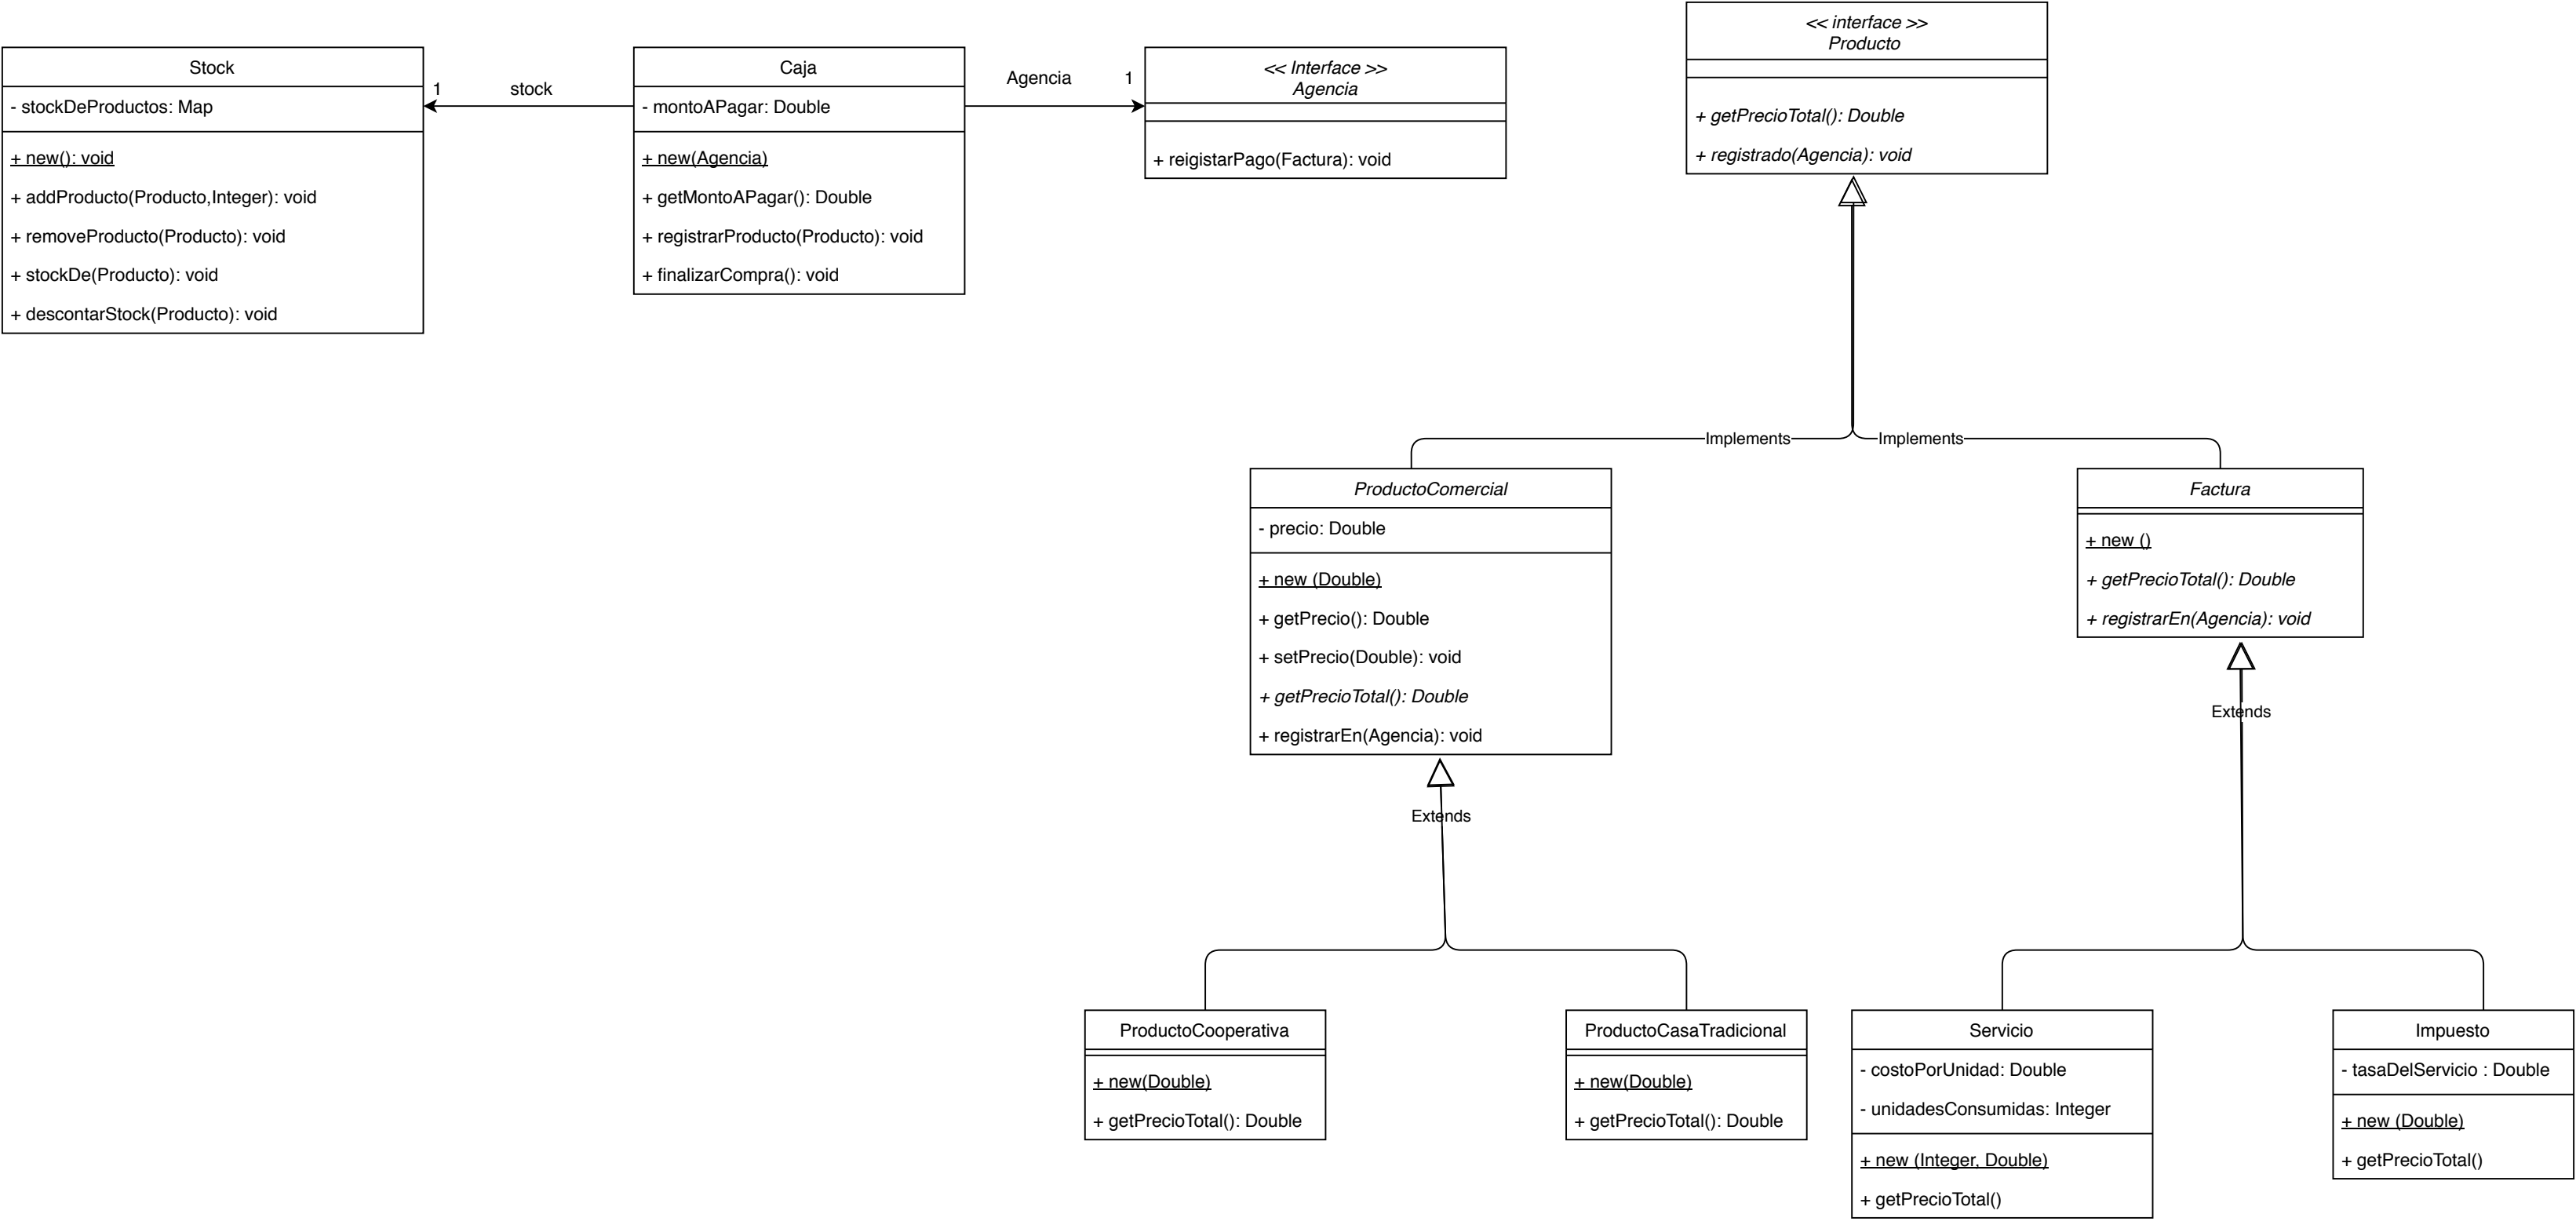 Stock
- stockDeProductos: Map
+ new(): void
+ addProducto(Producto,Integer): void
+ removeProducto(Producto): void
+ stockDe(Producto): void
+ descontarStock(Producto): void
1
stock
Caja
- montoAPagar: Double
+ new(Agencia)
+ getMontoAPagar(): Double
+ registrarProducto(Producto): void
+ finalizarCompra(): void
Agencia
1
<< Interface >>
Agencia
+ reigistarPago(Factura): void
<< interface >>
Producto
+ getPrecioTotal(): Double
+ registrado(Agencia): void
Implements
Implements
ProductoComercial
- precio: Double
+ new (Double)
+ getPrecio(): Double
+ setPrecio(Double): void
+ getPrecioTotal(): Double
+ registrarEn(Agencia): void
Factura
+ new ()
+ getPrecioTotal(): Double
+ registrarEn(Agencia): void
Extends
Extends
ProductoCooperativa
+ new(Double)
+ getPrecioTotal(): Double
ProductoCasaTradicional
+ new(Double)
+ getPrecioTotal(): Double
Servicio
- costoPorUnidad: Double
- unidadesConsumidas: Integer
+ new (Integer, Double)
+ getPrecioTotal()
Impuesto
- tasaDelServicio : Double
+ new (Double)
+ getPrecioTotal()